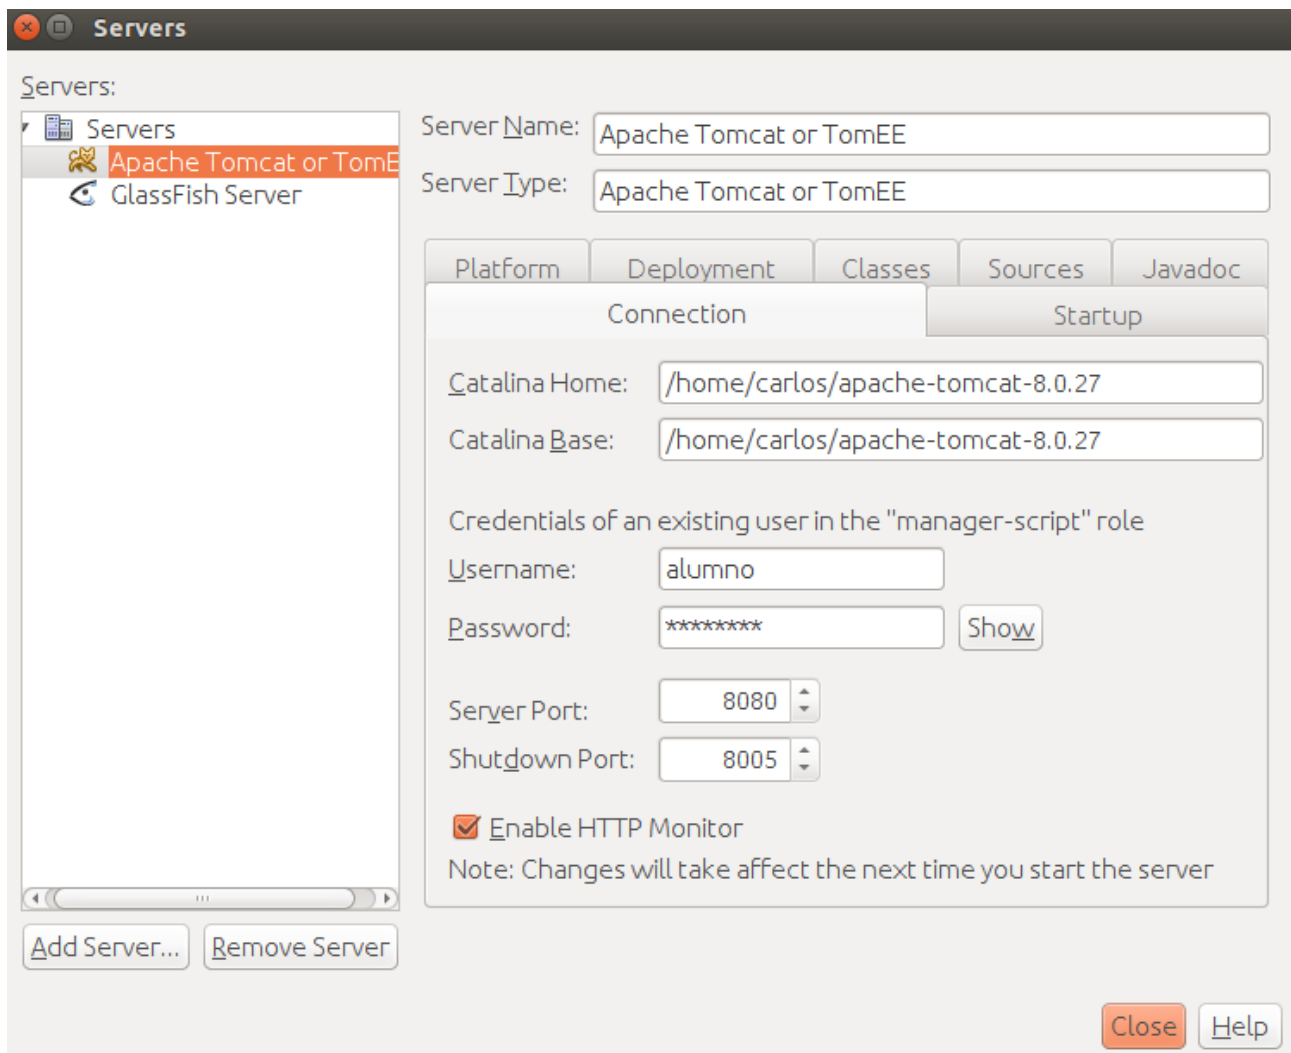 Servers
Servers:
Servers
Apache Tomcat or TomE
GlassFish Server
Add Server...
Remove Server
Server Name: Apache Tomcat or TomEE
Server Type: Apache Tomcat or TomEE
Platform Deployment Classes Sources Javadoc
Connection Startup
Catalina Home: /home/carlos/apache-tomcat-8.0.27
Catalina Base: /home/carlos/apache-tomcat-8.0.27
Credentials of an existing user in the "manager-script" role
Username: alumno
Password: ******** Show
Server Port: 8080
Shutdown Port: 8005
Enable HTTP Monitor
Note: Changes will take affect the next time you start the server
Close Help